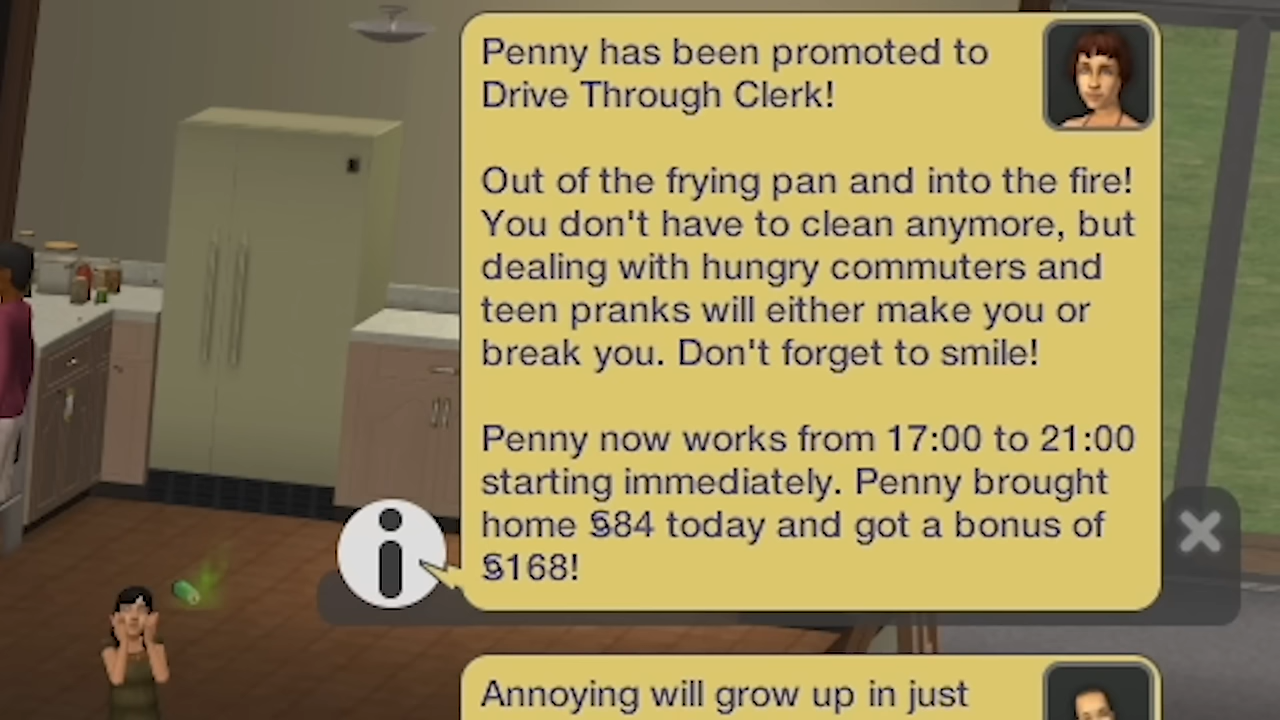 Penny has been promoted to
Drive Through Clerk!
Out of the frying pan and into the fire!
You don't have to clean anymore, but
dealing with hungry commuters and
teen pranks will either make you or
break you. Don't forget to smile!
Penny now works from 17:00 to 21:00
starting immediately. Penny brought
home §84 today and got a bonus of
§168!
Annoying will grow up in just